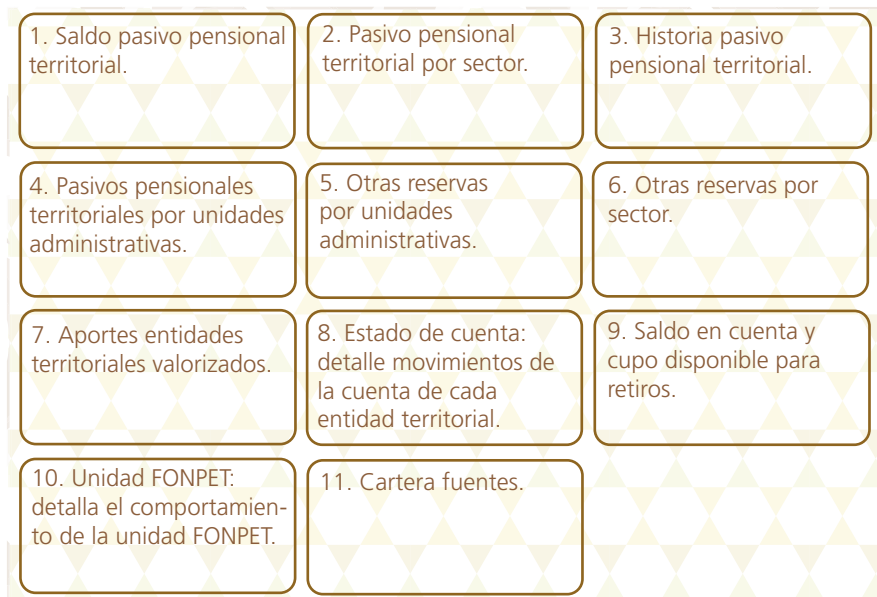 1. Saldo pasivo pensional
territorial.
2. Pasivo pensional
territorial por sector.
3. Historia pasivo
pensional territorial.
4. Pasivos pensionales
territoriales por unidades
administrativas.
5. Otras reservas
por unidades
administrativas.
6. Otras reservas por
sector.
7. Aportes entidades
territoriales valorizados.
8. Estado de cuenta:
detalle movimientos de
la cuenta de cada
entidad territorial.
9. Saldo en cuenta y
cupo disponible para
retiros.
10. Unidad FONPET:
detalla el comportamien-
to de la unidad FONPET.
11. Cartera fuentes.